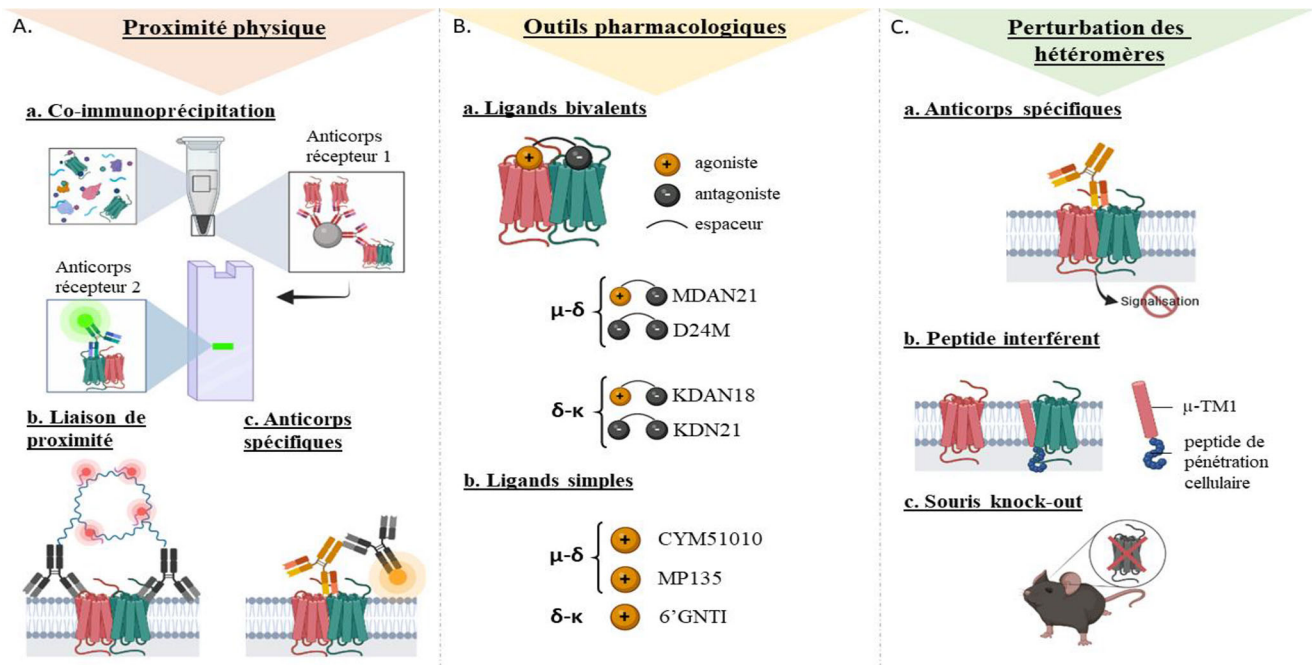 A.
Proximité physique
a. Co-immunoprécipitation
Anticorps
récepteur 1
Anticorps
récepteur 2
b. Liaison de
proximité
c. Anticorps
spécifiques
B.
Outils pharmacologiques
a. Ligands bivalents
+
-
+ agoniste
- antagoniste
espaceur
μ-δ
+ - MDAN21
- - D24M
δ-κ
+ - KDAN18
- - KDN21
b. Ligands simples
μ-δ
+ CYM51010
+ MP135
δ-κ + 6'GNTI
C.
Perturbation des
hétéromères
a. Anticorps spécifiques
Signalisation
b. Peptide interférent
μ-TM1
peptide de
pénétration
cellulaire
c. Souris knock-out